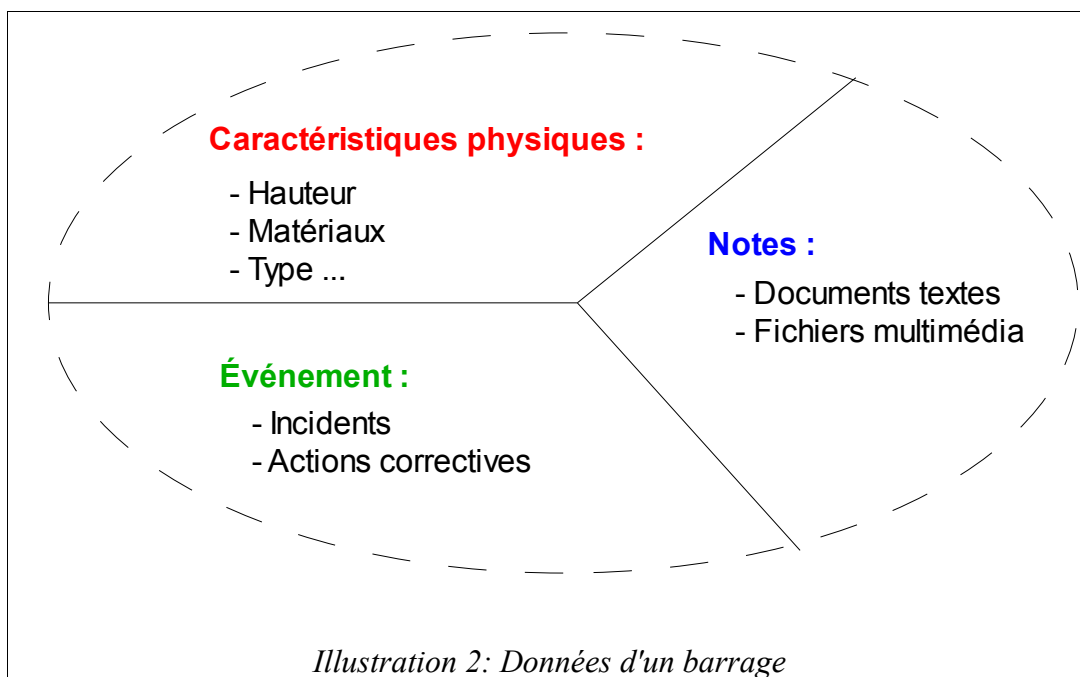 Caractéristiques physiques :
- Hauteur
- Matériaux
- Type ...
Notes :
- Documents textes
- Fichiers multimédia
Événement :
- Incidents
- Actions correctives
Illustration 2: Données d'un barrage